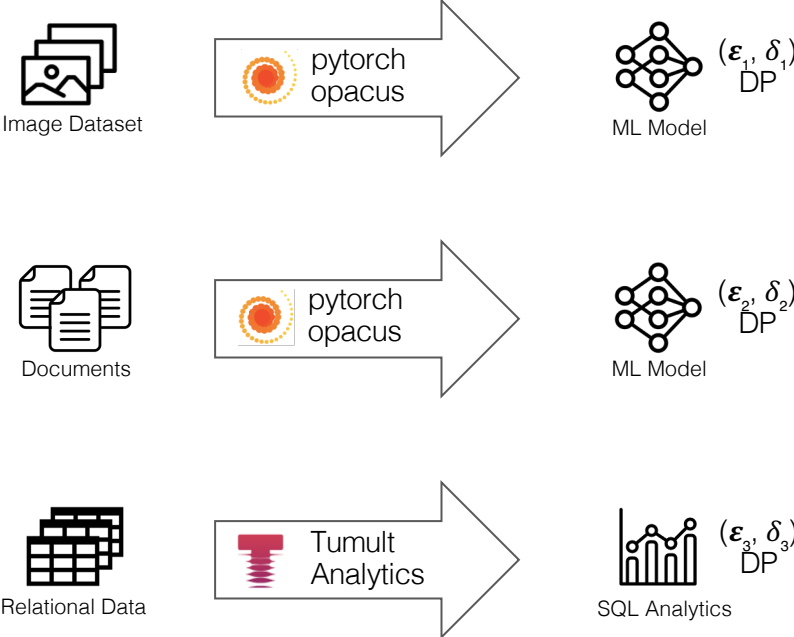 pytorch
opacus
(ε₁, δ₁)
DP
Image Dataset
ML Model
pytorch
opacus
(ε₂, δ₂)
DP
Documents
ML Model
Tumult
Analytics
(ε₃, δ₃)
DP
Relational Data
SQL Analytics